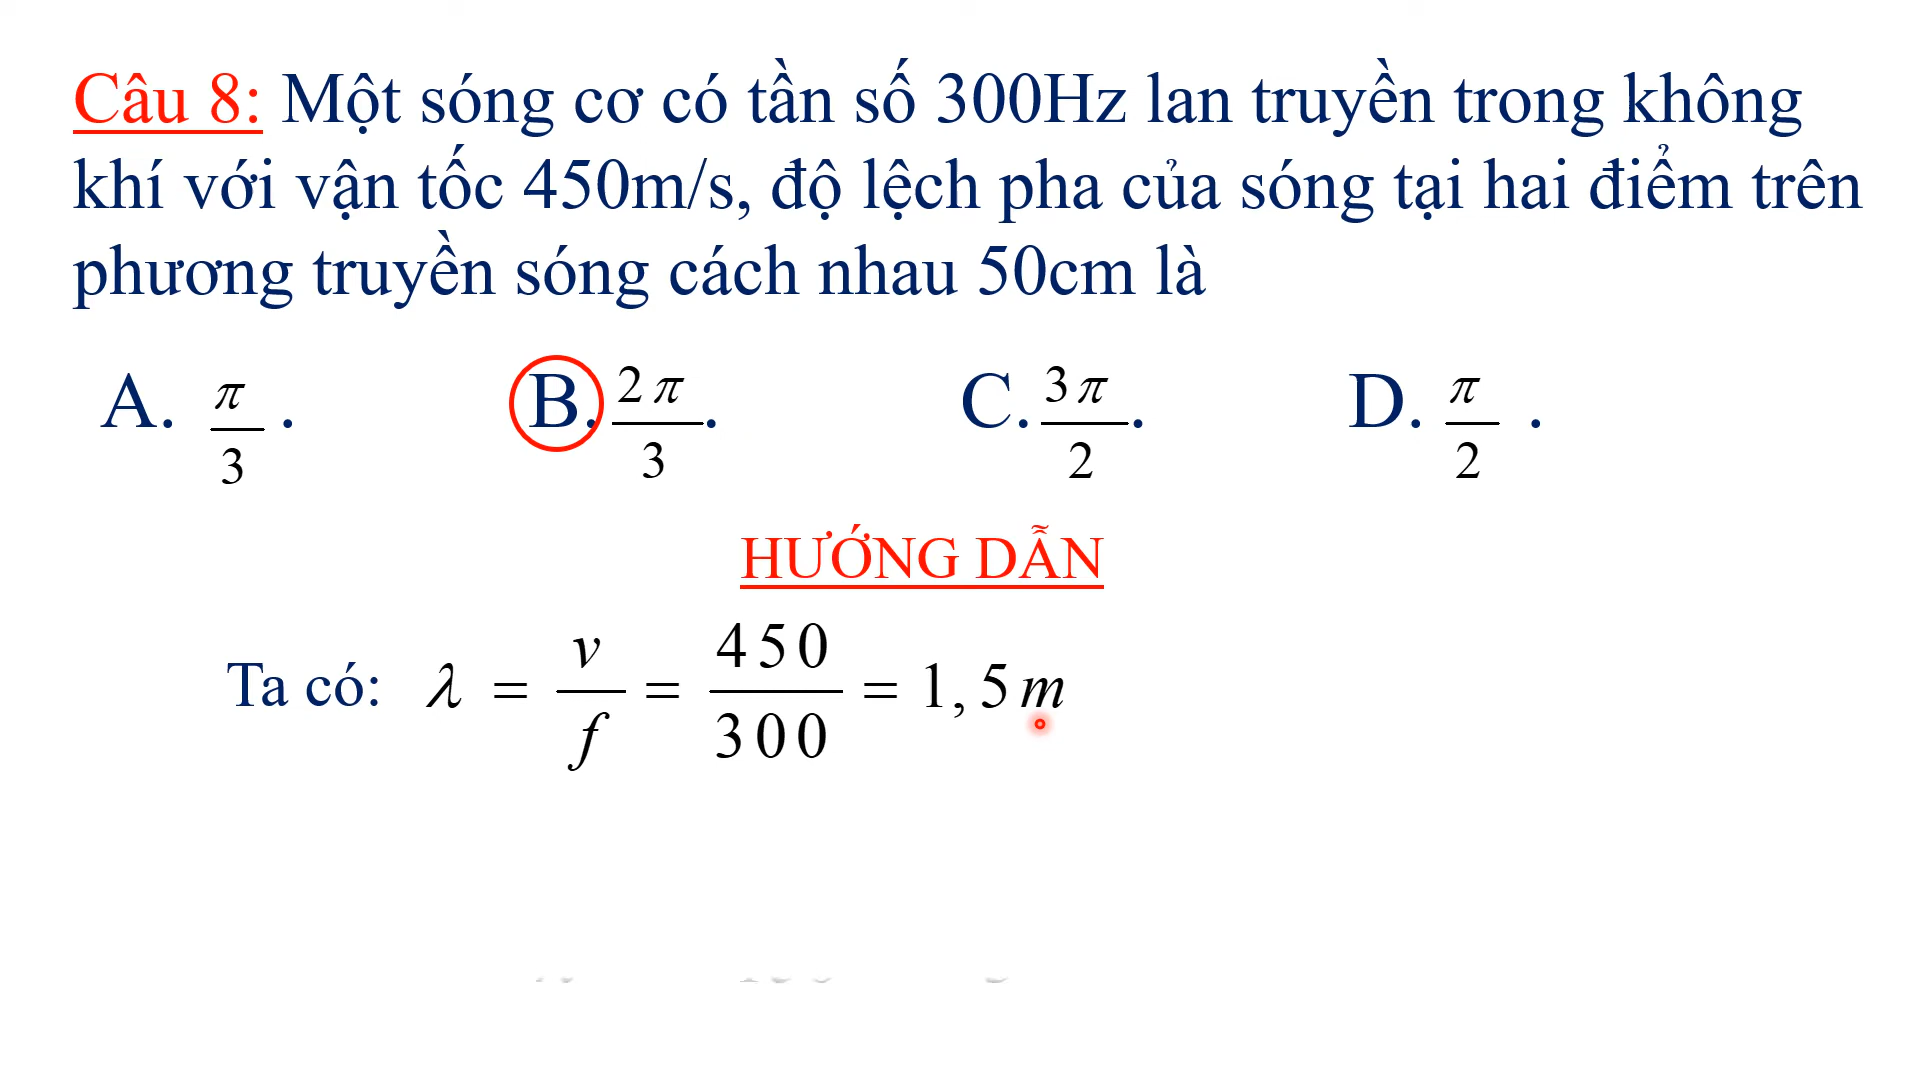 Câu 8: Một sóng cơ có tần số 300Hz lan truyền trong không
khí với vận tốc 450m/s, độ lệch pha của sóng tại hai điểm trên
phương truyền sóng cách nhau 50cm là
A. π/3 . B. 2π/3 . C. 3π/2 . D. π/2 .
HƯỚNG DẪN
Ta có: λ = v/f = 450/300 = 1,5m